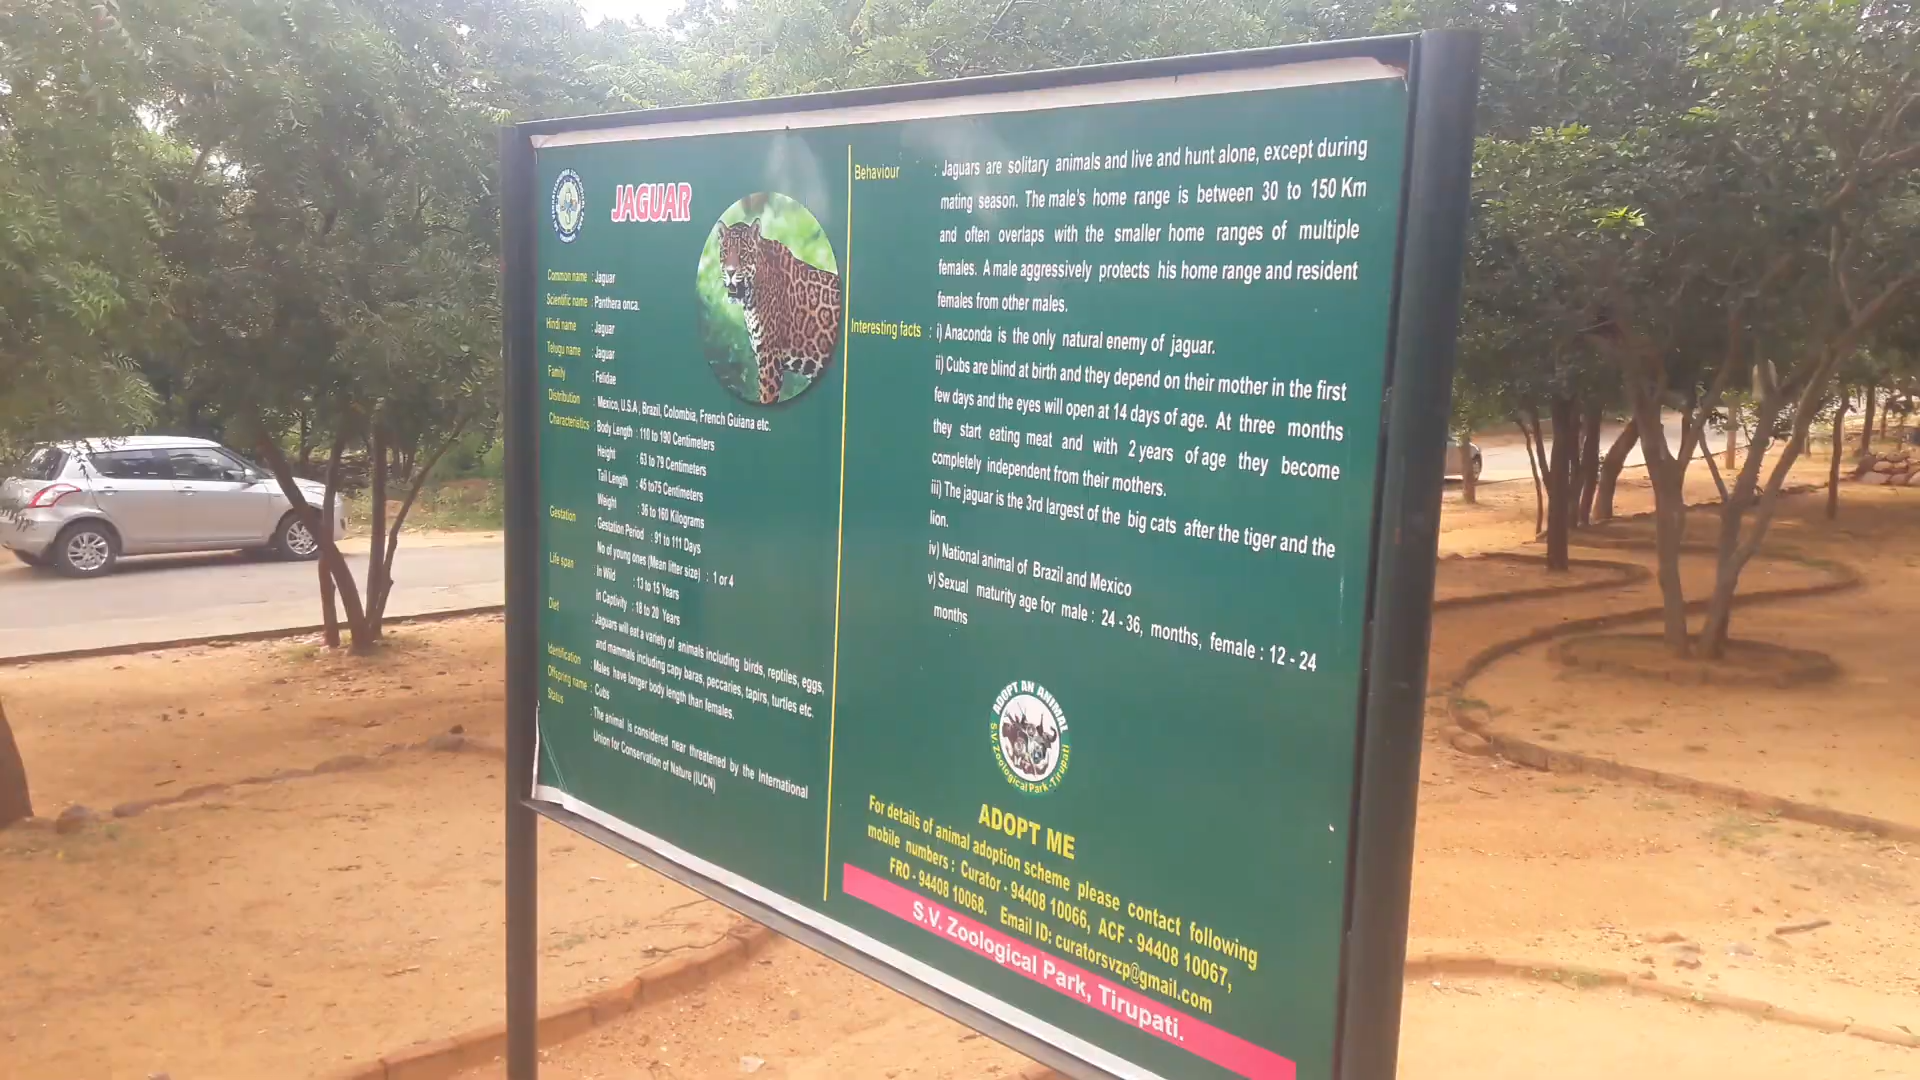 JAGUAR
Common name : Jaguar
Scientific name : Panthera onca.
Hindi name : Jaguar
Telugu name : Jaguar
Family : Felidae
Distribution : Mexico, U.S.A, Brazil, Colombia, French Guiana etc.
Characteristics : Body Length : 110 to 190 Centimeters
Height : 63 to 79 Centimeters
Tail Length : 45 to75 Centimeters
Weight : 36 to 160 Kilograms
Gestation Gestation Period : 91 to 111 Days
No of young ones (Mean litter size) : 1 or 4
Life span In Wild : 13 to 15 Years
In Captivity : 18 to 20 Years
Diet : Jaguars will eat a variety of animals including birds, reptiles, eggs,
and mammals including capy baras, peccaries, tapirs, turtles etc.
Identification : Males have longer body length than females.
Offspring name : Cubs
Status : The animal is considered near threatened by the International
Union for Conservation of Nature (IUCN)
Behaviour : Jaguars are solitary animals and live and hunt alone, except during
mating season. The male's home range is between 30 to 150 Km
and often overlaps with the smaller home ranges of multiple
females. A male aggressively protects his home range and resident
females from other males.
Interesting facts : i) Anaconda is the only natural enemy of jaguar.
ii) Cubs are blind at birth and they depend on their mother in the first
few days and the eyes will open at 14 days of age. At three months
they start eating meat and with 2 years of age they become
completely independent from their mothers.
iii) The jaguar is the 3rd largest of the big cats after the tiger and the
lion.
iv) National animal of Brazil and Mexico
v) Sexual maturity age for male : 24 - 36, months, female : 12 - 24
months
ADOPT AN ANIMAL
S.V. Zoological Park-Tirupati
ADOPT ME
For details of animal adoption scheme please contact following
mobile numbers : Curator - 94408 10066, ACF - 94408 10067,
FRO - 94408 10068. Email ID: curatorsvzp@gmail.com
S.V. Zoological Park, Tirupati.